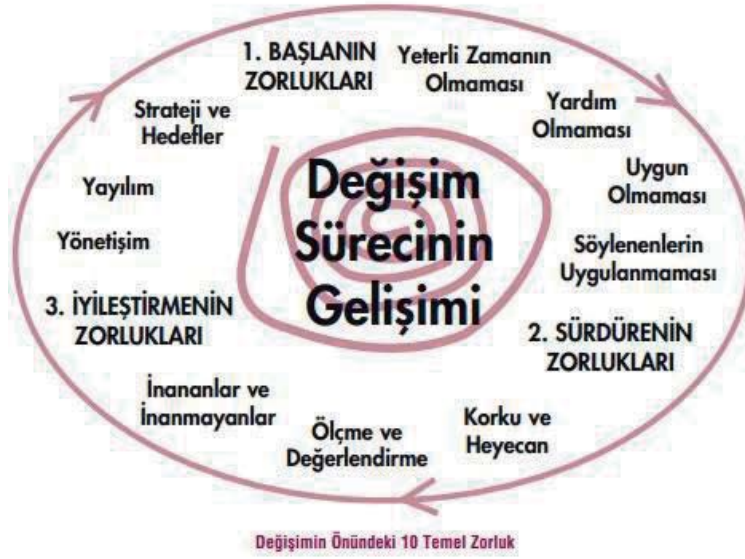 1. BAŞLANIN
ZORLUKLARI
Yeterli Zamanın
Olmaması
Yardım
Olmaması
Uygun
Olmaması
Söylenenlerin
Uygulanmaması
2. SÜRDÜRENİN
ZORLUKLARI
Korku ve
Heyecan
Ölçme ve
Değerlendirme
İnananlar ve
İnanmayanlar
3. İYİLEŞTİRMENİN
ZORLUKLARI
Yönetişim
Yayılım
Strateji ve
Hedefler
Değişim
Sürecinin
Gelişimi
Değişimin Önündeki 10 Temel Zorluk